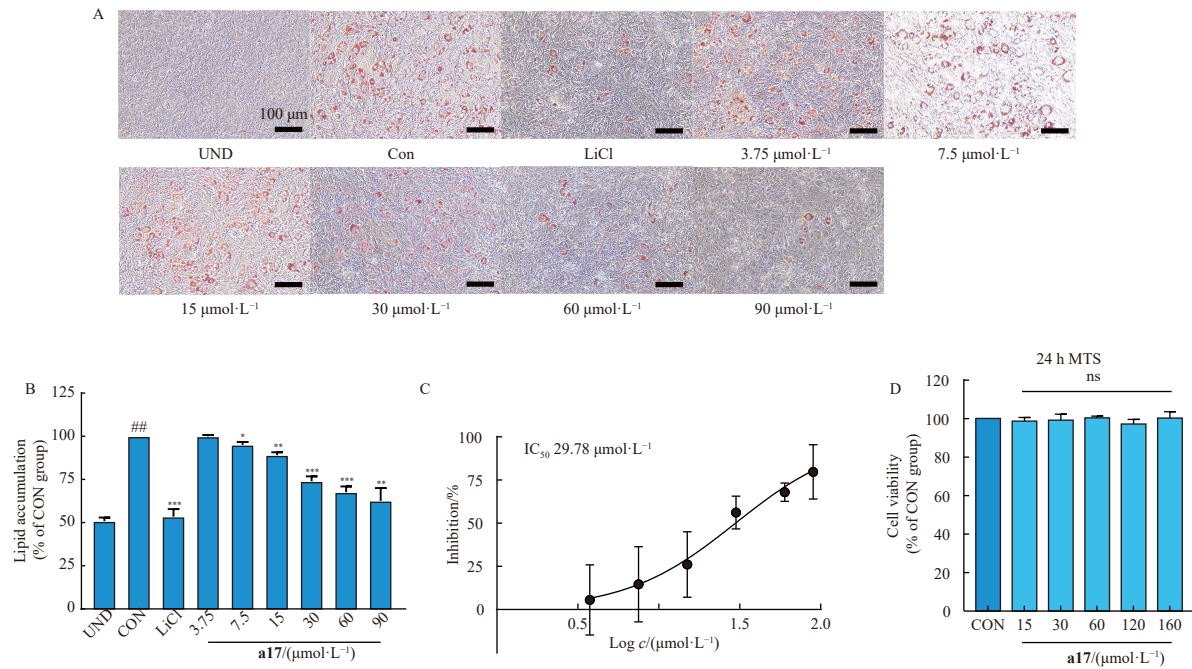 A
100 μm
UND Con LiCl 3.75 μmol·L⁻¹ 7.5 μmol·L⁻¹
15 μmol·L⁻¹ 30 μmol·L⁻¹ 60 μmol·L⁻¹ 90 μmol·L⁻¹
B
Lipid accumulation
(% of CON group)
125
100
75
50
25
0
##
***
*
**
***
***
**
UND CON LiCl 3.75 7.5 15 30 60 90
a17/(μmol·L⁻¹)
C
IC₅₀ 29.78 μmol·L⁻¹
Inhibition/%
100
50
0
0.5 1.5 2.0
Log c/(μmol·L⁻¹)
D
24 h MTS
ns
Cell viability
(% of CON group)
120
100
80
60
40
20
0
CON 15 30 60 120 160
a17/(μmol·L⁻¹)